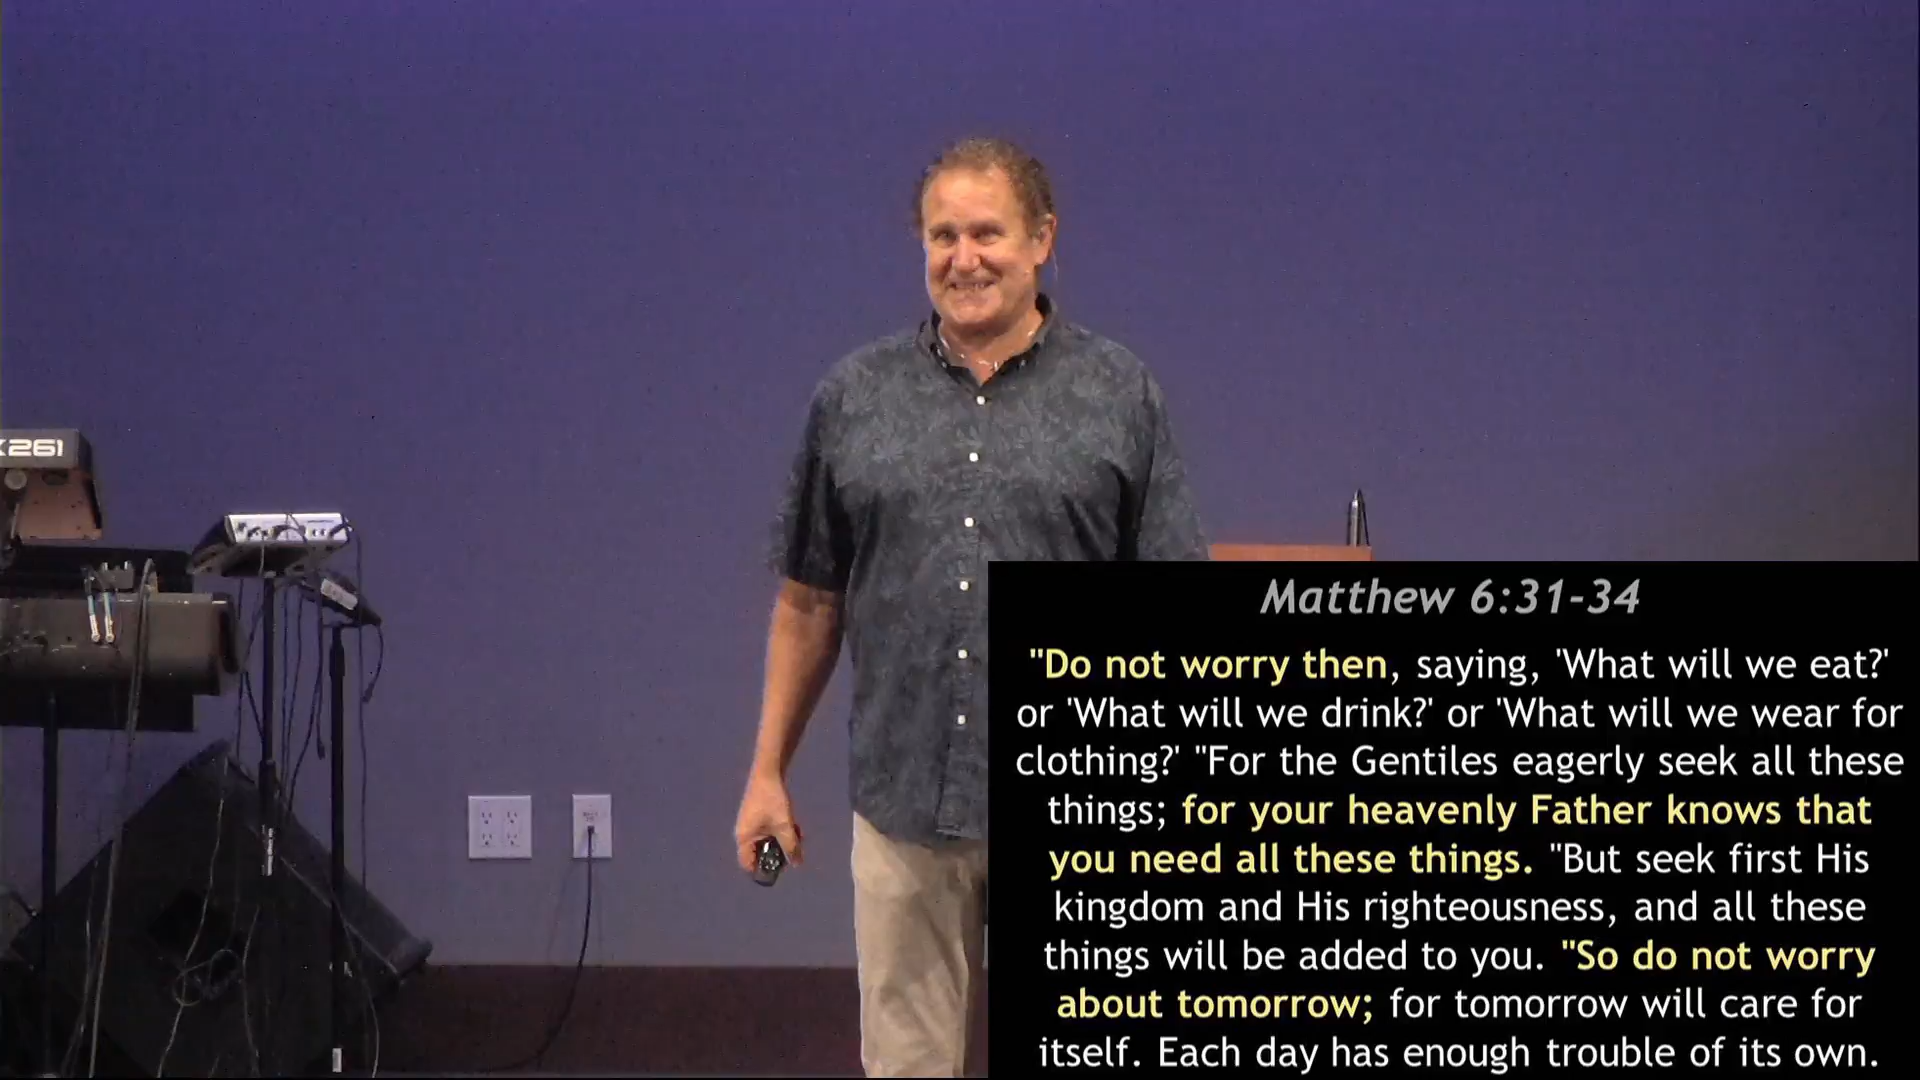 X261
Matthew 6:31-34
"Do not worry then, saying, 'What will we eat?'
or 'What will we drink?' or 'What will we wear for
clothing?' "For the Gentiles eagerly seek all these
things; for your heavenly Father knows that
you need all these things. "But seek first His
kingdom and His righteousness, and all these
things will be added to you. "So do not worry
about tomorrow; for tomorrow will care for
itself. Each day has enough trouble of its own.